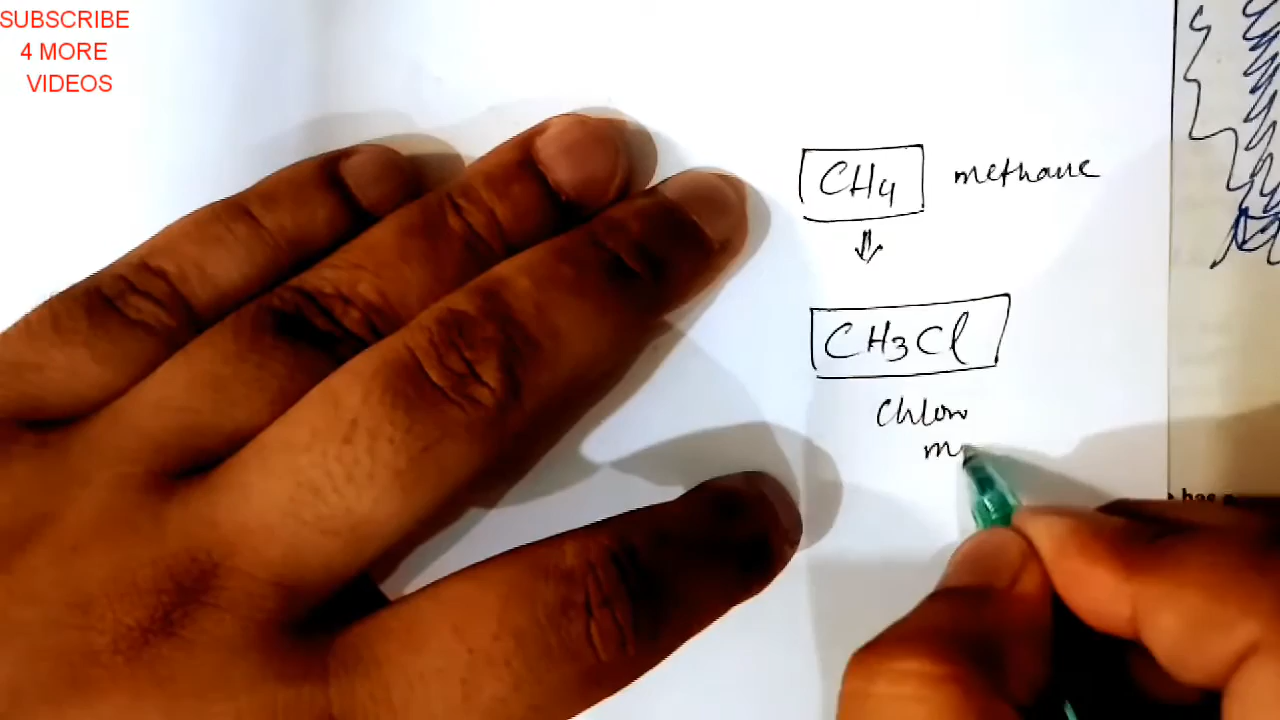 SUBSCRIBE
4 MORE
VIDEOS
CH4 methane
CH3Cl
Chloro
m